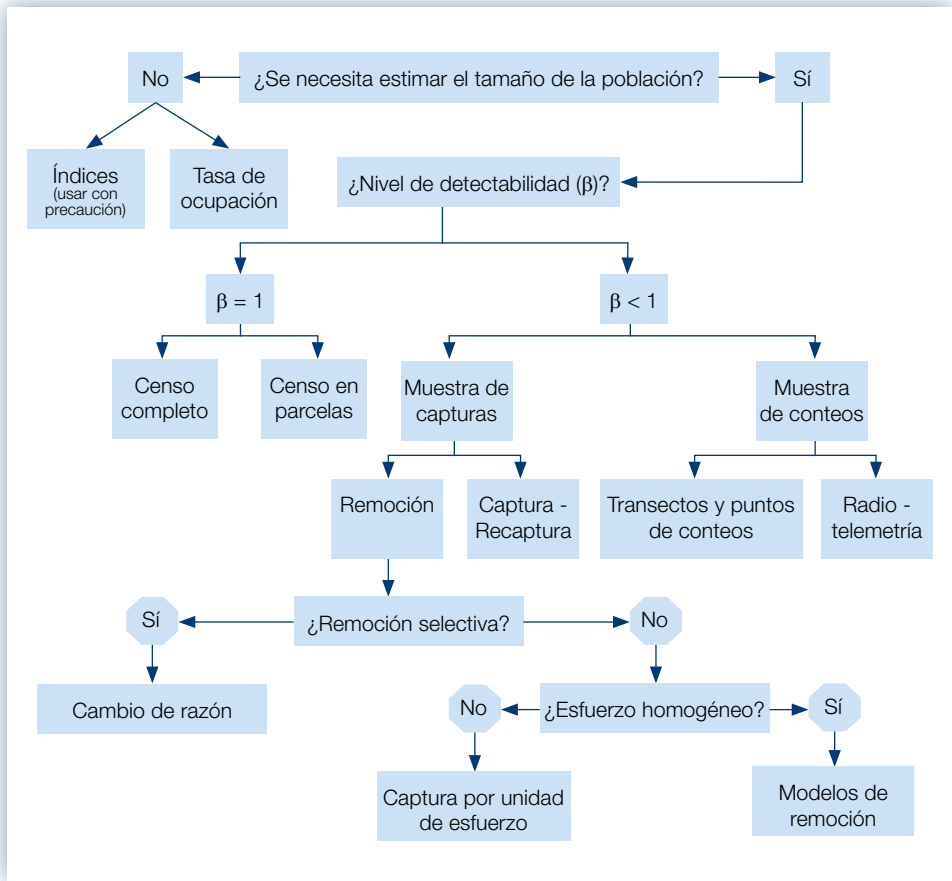 No
¿Se necesita estimar el tamaño de la población?
Sí
Índices
(usar con
precaución)
Tasa de
ocupación
¿Nivel de detectabilidad (β)?
β = 1
β < 1
Censo
completo
Censo en
parcelas
Muestra de
capturas
Muestra
de conteos
Remoción
Captura -
Recaptura
Transectos y puntos
de conteos
Radio -
telemetría
Sí
¿Remoción selectiva?
No
Cambio de razón
No
¿Esfuerzo homogéneo?
Sí
Captura por unidad
de esfuerzo
Modelos de
remoción